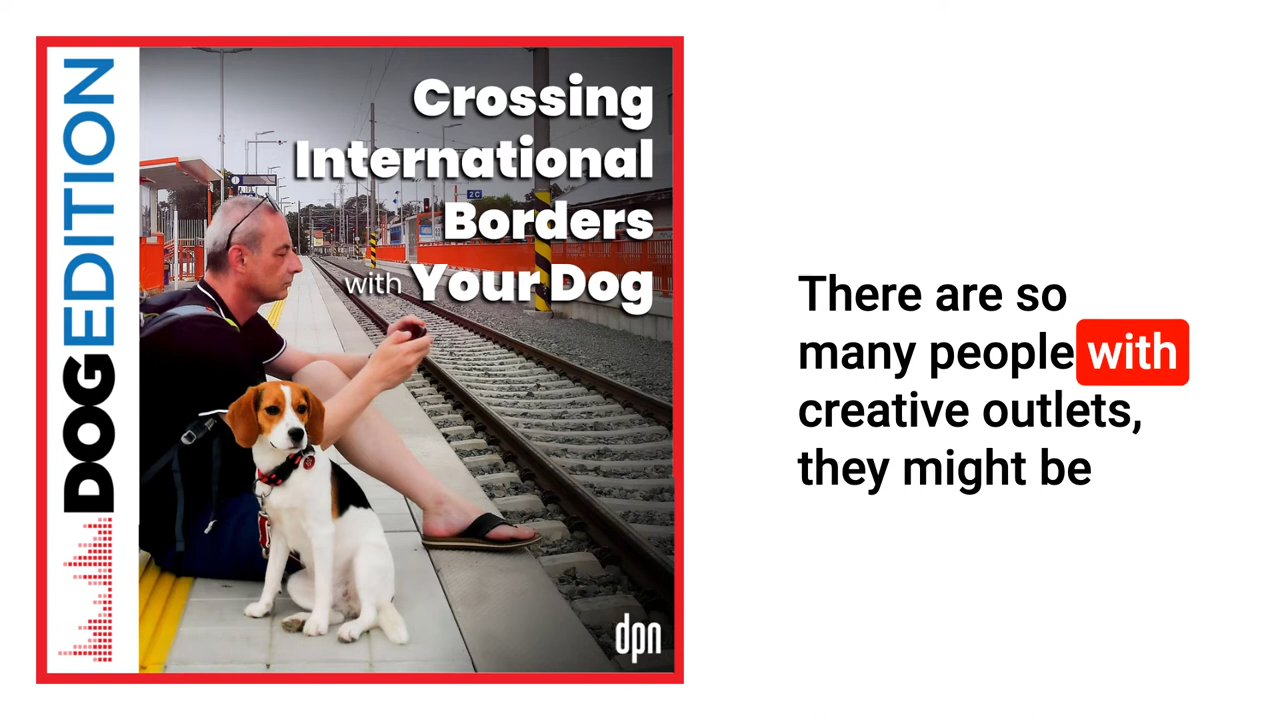 DOGEDITION
Crossing
International
Borders
with Your Dog
2C
dpn
There are so
many people with
creative outlets,
they might be